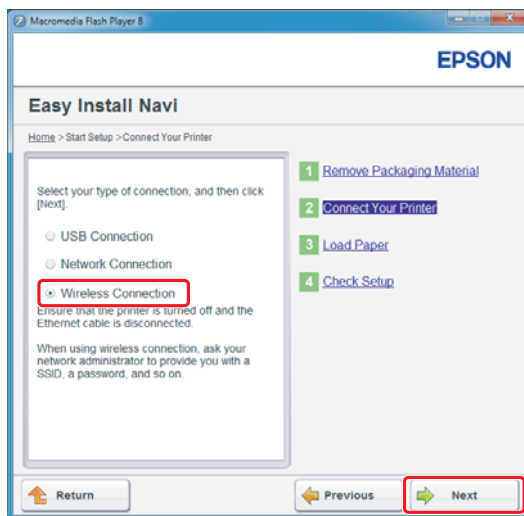 Macromedia Flash Player 8
EPSON
Easy Install Navi
Home > Start Setup >Connect Your Printer
Select your type of connection, and then click
[Next].
USB Connection
Network Connection
Wireless Connection
Ensure that the printer is turned off and the
Ethernet cable is disconnected.
When using wireless connection, ask your
network administrator to provide you with a
SSID, a password, and so on.
1 Remove Packaging Material
2 Connect Your Printer
3 Load Paper
4 Check Setup
Return
Previous
Next